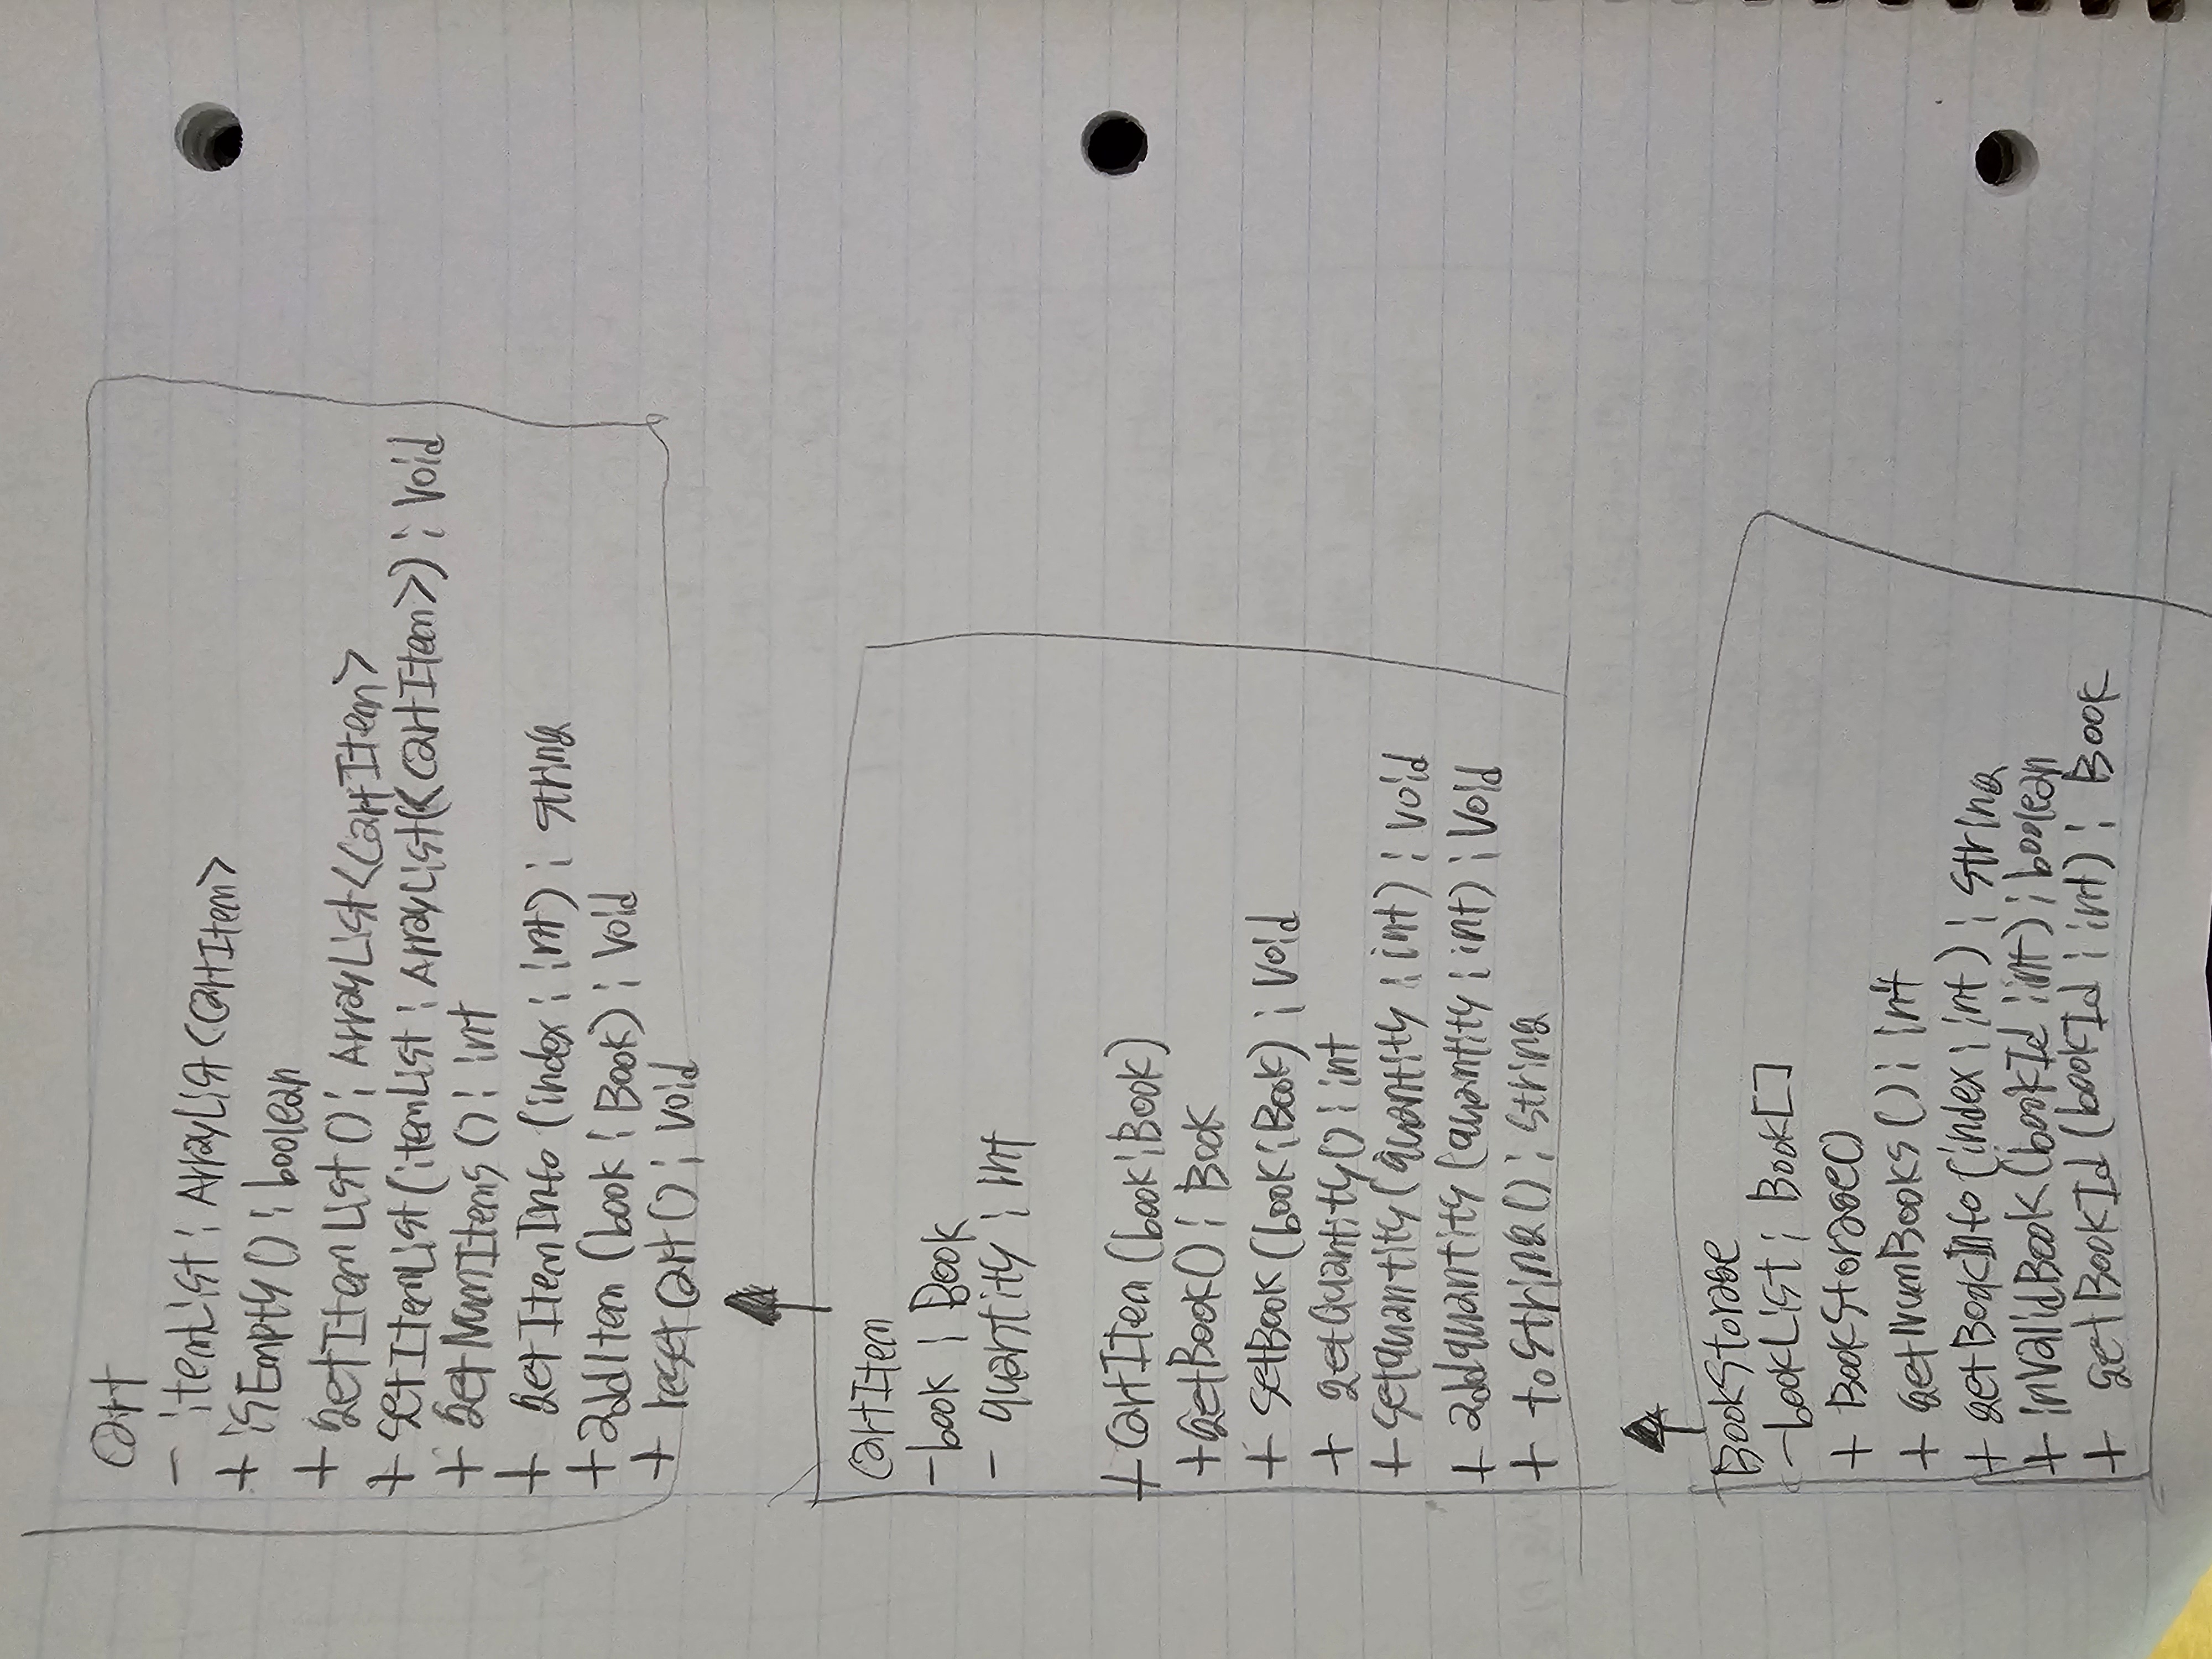 Cart
- itemList : ArrayList<CartItem>
+ isEmpty() : boolean
+ getItemList() : ArrayList<CartItem>
+ setItemList(itemList : ArrayList(<CartItem>) : void
+ getNumItems() : int
+ getItemInfo (index : int) : string
+ addItem (book : Book) : void
+ resetCart() : void
CartItem
- book : Book
- quantity : int
+ CartItem (book : Book)
+ getBook() : Book
+ setBook (book : Book) : void
+ getQuantity() : int
+ setquantity (quantity : int) : void
+ addquantity (quantity : int) : void
+ toString() : string
BookStorage
- bookList : Book[]
+ BookStorage()
+ getNumBooks() : int
+ getBookInfo (index : int) : string
+ invalidBook (bookId : int) : boolean
+ getBookId (bookId : int) : Book